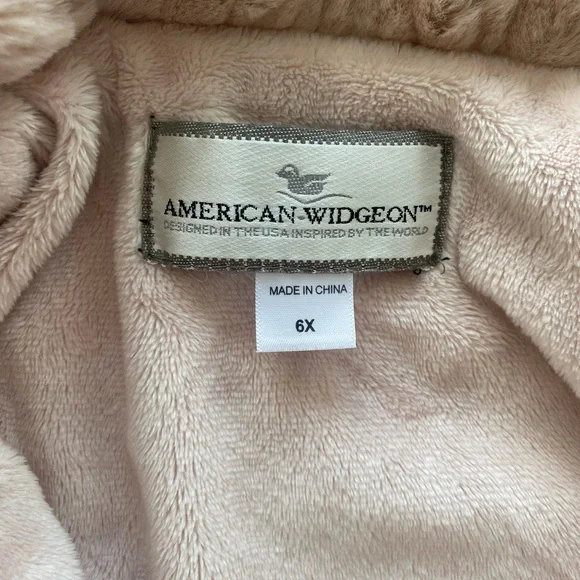 AMERICAN WIDGEON™
DESIGNED IN THE USA INSPIRED BY THE WORLD
MADE IN CHINA
6X